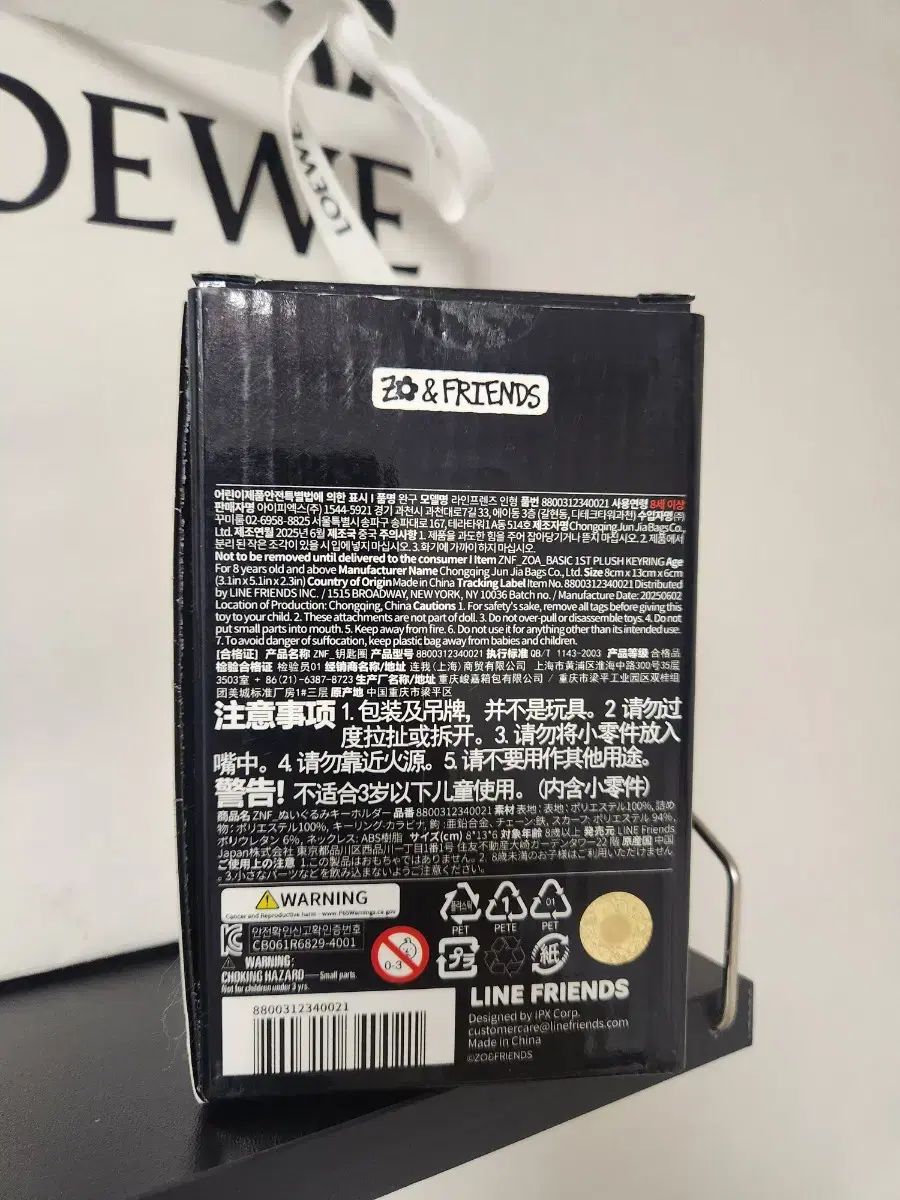 OEWE
LOEWE
ZO & FRIENDS
어린이제품안전특별법에 의한 표시 I 품명 완구 모델명 라인프렌즈 인형 품번 8800312340021 사용연령 8세 이상
판매자명 아이피엑스(주) 1544-5921 경기 과천시 과천대로7길 33, 에이동 3층 (갈현동, 디테크타워과천) 수입자명 (주)
꾸미롬 02-6958-8825 서울특별시 송파구 송파대로 167, 테라타워1 A동 514호 제조자명 Chongqing Jun Jia Bags Co.,
Ltd. 제조연월 2025년 6월 제조국 중국 주의사항 1. 제품을 과도한 힘을 주어 잡아당기거나 뜯지 마십시오. 2. 제품에서
분리 된 작은 조각이 있을 시 입에 넣지 마십시오. 3. 화기에 가까이 하지 마십시오.
Not to be removed until delivered to the consumer I Item ZNF_ZOA_BASIC 1ST PLUSH KEYRING Age
For 8 years old and above Manufacturer Name Chongqing Jun Jia Bags Co., Ltd. Size 8cm x 13cm x 6cm
(3.1in x 5.1in x 2.3in) Country of Origin Made in China Tracking Label Item No. 8800312340021 Distributed
by LINE FRIENDS INC. / 1515 BROADWAY, NEW YORK, NY 10036 Batch no. / Manufacture Date: 20250602
Location of Production: Chongqing, China Cautions 1. For safety's sake, remove all tags before giving this
toy to your child. 2. These attachments are not part of doll. 3. Do not over-pull or disassemble toys. 4. Do not
put small parts into mouth. 5. Keep away from fire. 6. Do not use it for anything other than its intended use.
7. To avoid danger of suffocation, keep plastic bag away from babies and children.
[合格证] 产品名称 ZNF_钥匙圈 产品型号 8800312340021 执行标准 QB/T 1143-2003 产品等级 合格品
检验合格证 检验员01 经销商名称/地址 连我(上海)商贸有限公司 上海市黄浦区淮海中路300号35层
3503室 + 86 (21)-6387-8723 生产厂名称/地址 重庆峻嘉箱包有限公司 / 重庆市梁平工业园区双桂组
团美城标准厂房1#三层 原产地 中国重庆市梁平区
注意事项 1. 包装及吊牌，并不是玩具。2 请勿过
度拉扯或拆开。3. 请勿将小零件放入
嘴中。4. 请勿靠近火源。5. 请不要用作其他用途。
警告! 不适合3岁以下儿童使用。(内含小零件)
商品名 ZNF_ぬいぐるみキーホルダー 品番 8800312340021 素材 表地: 表地: ポリエステル100%, 詰め
物: ポリエステル100%, キーリング・カラビナ, 鉤 :亜鉛合金, チェーン: 鉄, スカーフ・ポリエステル 94%,
ポリウレタン 6%, ネックレス: ABS樹脂 サイズ(cm) 8*13*6 対象年齢 8歳以上 発売元 LINE Friends
Japan株式会社 東京都品川区西品川一丁目1番1号 住友不動産大崎ガーデンタワー22 階 原産国 中国
ご使用上の注意 1.この製品はおもちゃではありません。2. 8歳未満のお子様はご利用いただけません
. 3.小さなパーツなどを飲み込まないようご注意ください。
WARNING
Cancer and Reproductive harm - www.P65Warnings.ca.gov
안전확인신고확인증번호
CB061R6829-4001
WARNING:
CHOKING HAZARD—Small parts
Not for children under 3 yrs.
0-3
플라스틱
PET
1
PETE
01
PET
プラ
紙
8800312340021
LINE FRIENDS
Designed by IPX Corp.
customercare@linefriends.com
Made in China
©ZO&FRIENDS